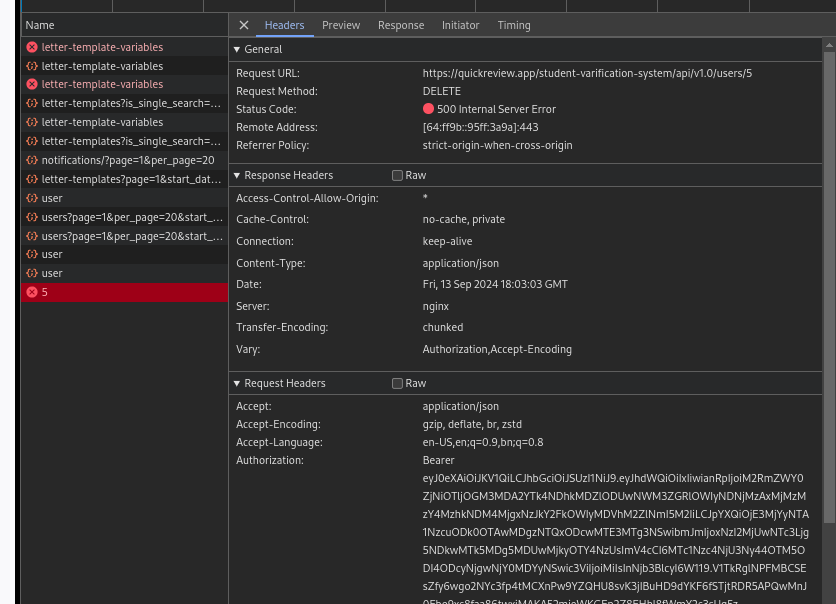 Name
letter-template-variables
letter-template-variables
letter-template-variables
letter-templates?is_single_search=...
letter-template-variables
letter-templates?is_single_search=...
notifications/?page=1&per_page=20
letter-templates?page=1&start_dat...
user
users?page=1&per_page=20&start_...
users?page=1&per_page=20&start_...
user
user
5
Headers Preview Response Initiator Timing
General
Request URL: https://quickreview.app/student-varification-system/api/v1.0/users/5
Request Method: DELETE
Status Code: 500 Internal Server Error
Remote Address: [64:ff9b::95ff:3a9a]:443
Referrer Policy: strict-origin-when-cross-origin
Response Headers Raw
Access-Control-Allow-Origin: *
Cache-Control: no-cache, private
Connection: keep-alive
Content-Type: application/json
Date: Fri, 13 Sep 2024 18:03:03 GMT
Server: nginx
Transfer-Encoding: chunked
Vary: Authorization,Accept-Encoding
Request Headers Raw
Accept: application/json
Accept-Encoding: gzip, deflate, br, zstd
Accept-Language: en-US,en;q=0.9,bn;q=0.8
Authorization: Bearer